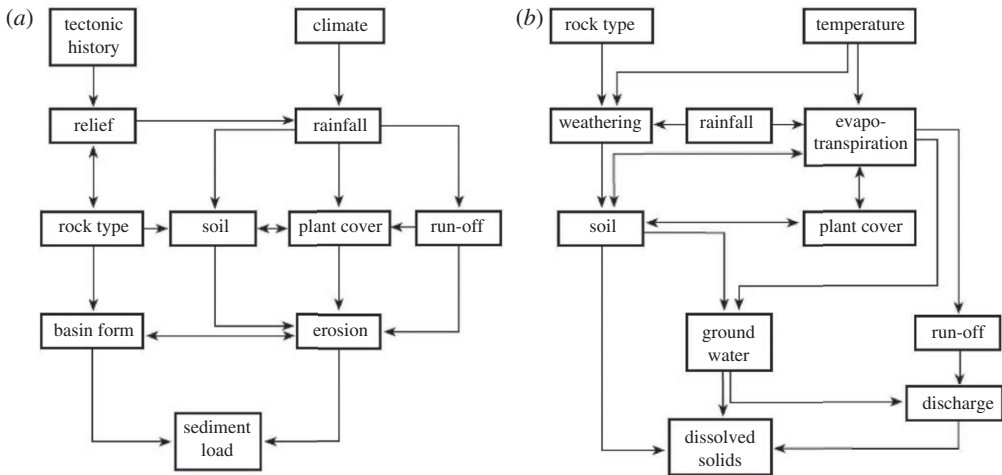 (a)
tectonic
history
climate
relief
rainfall
rock type
soil
plant cover
run-off
basin form
erosion
sediment
load
(b)
rock type
temperature
weathering
rainfall
evapo-
transpiration
soil
plant cover
ground
water
run-off
discharge
dissolved
solids